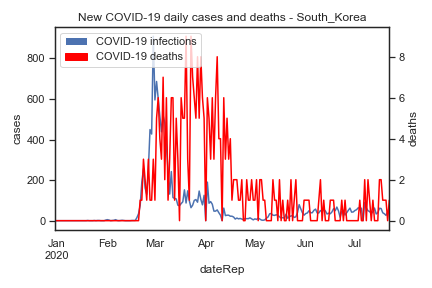 New COVID-19 daily cases and deaths - South_Korea
COVID-19 infections
COVID-19 deaths
800
600
400
200
0
cases
8
6
4
2
0
deaths
Jan Feb Mar Apr May Jun Jul
2020
dateRep